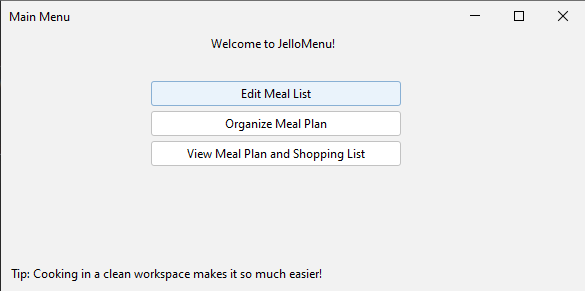 Main Menu
Welcome to JelloMenu!
Edit Meal List
Organize Meal Plan
View Meal Plan and Shopping List
Tip: Cooking in a clean workspace makes it so much easier!